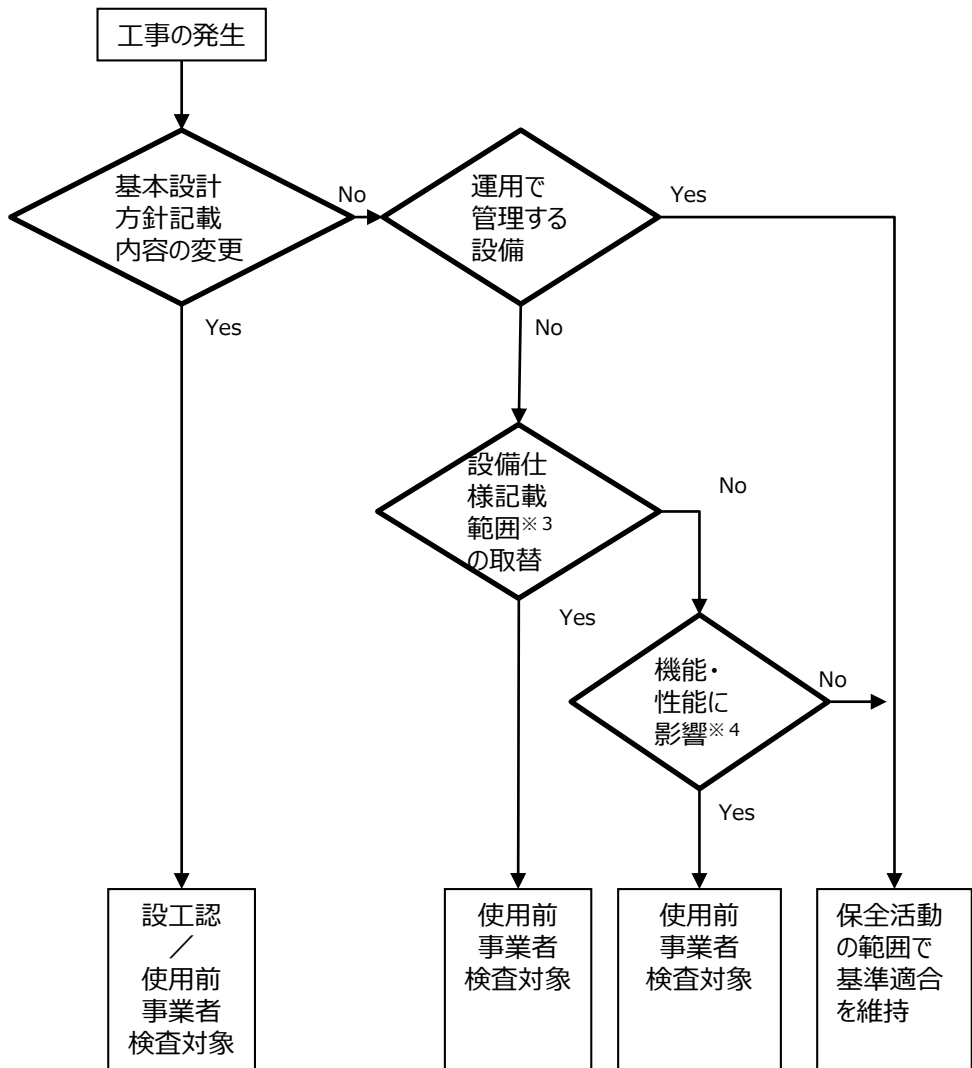 工事の発生
基本設計
方針記載
内容の変更
No
運用で
管理する
設備
Yes
Yes
No
設備仕
様記載
範囲※3
の取替
No
Yes
機能・
性能に
影響※4
No
Yes
設工認
／
使用前
事業者
検査対象
使用前
事業者
検査対象
使用前
事業者
検査対象
保全活動
の範囲で
基準適合
を維持